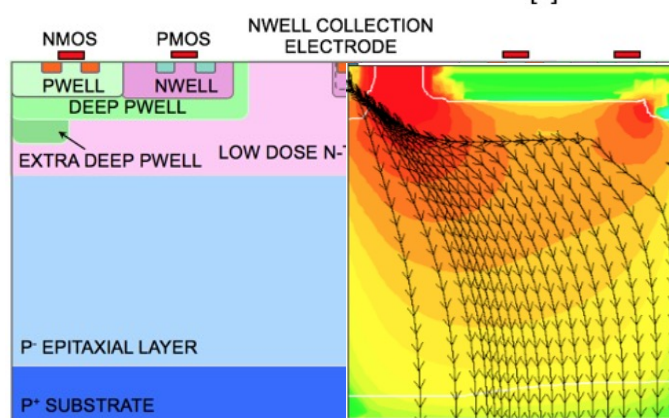 [ ]
NMOS
PMOS
NWELL COLLECTION
ELECTRODE
PWELL
NWELL
DEEP PWELL
EXTRA DEEP PWELL
LOW DOSE N-
P⁻ EPITAXIAL LAYER
P⁺ SUBSTRATE